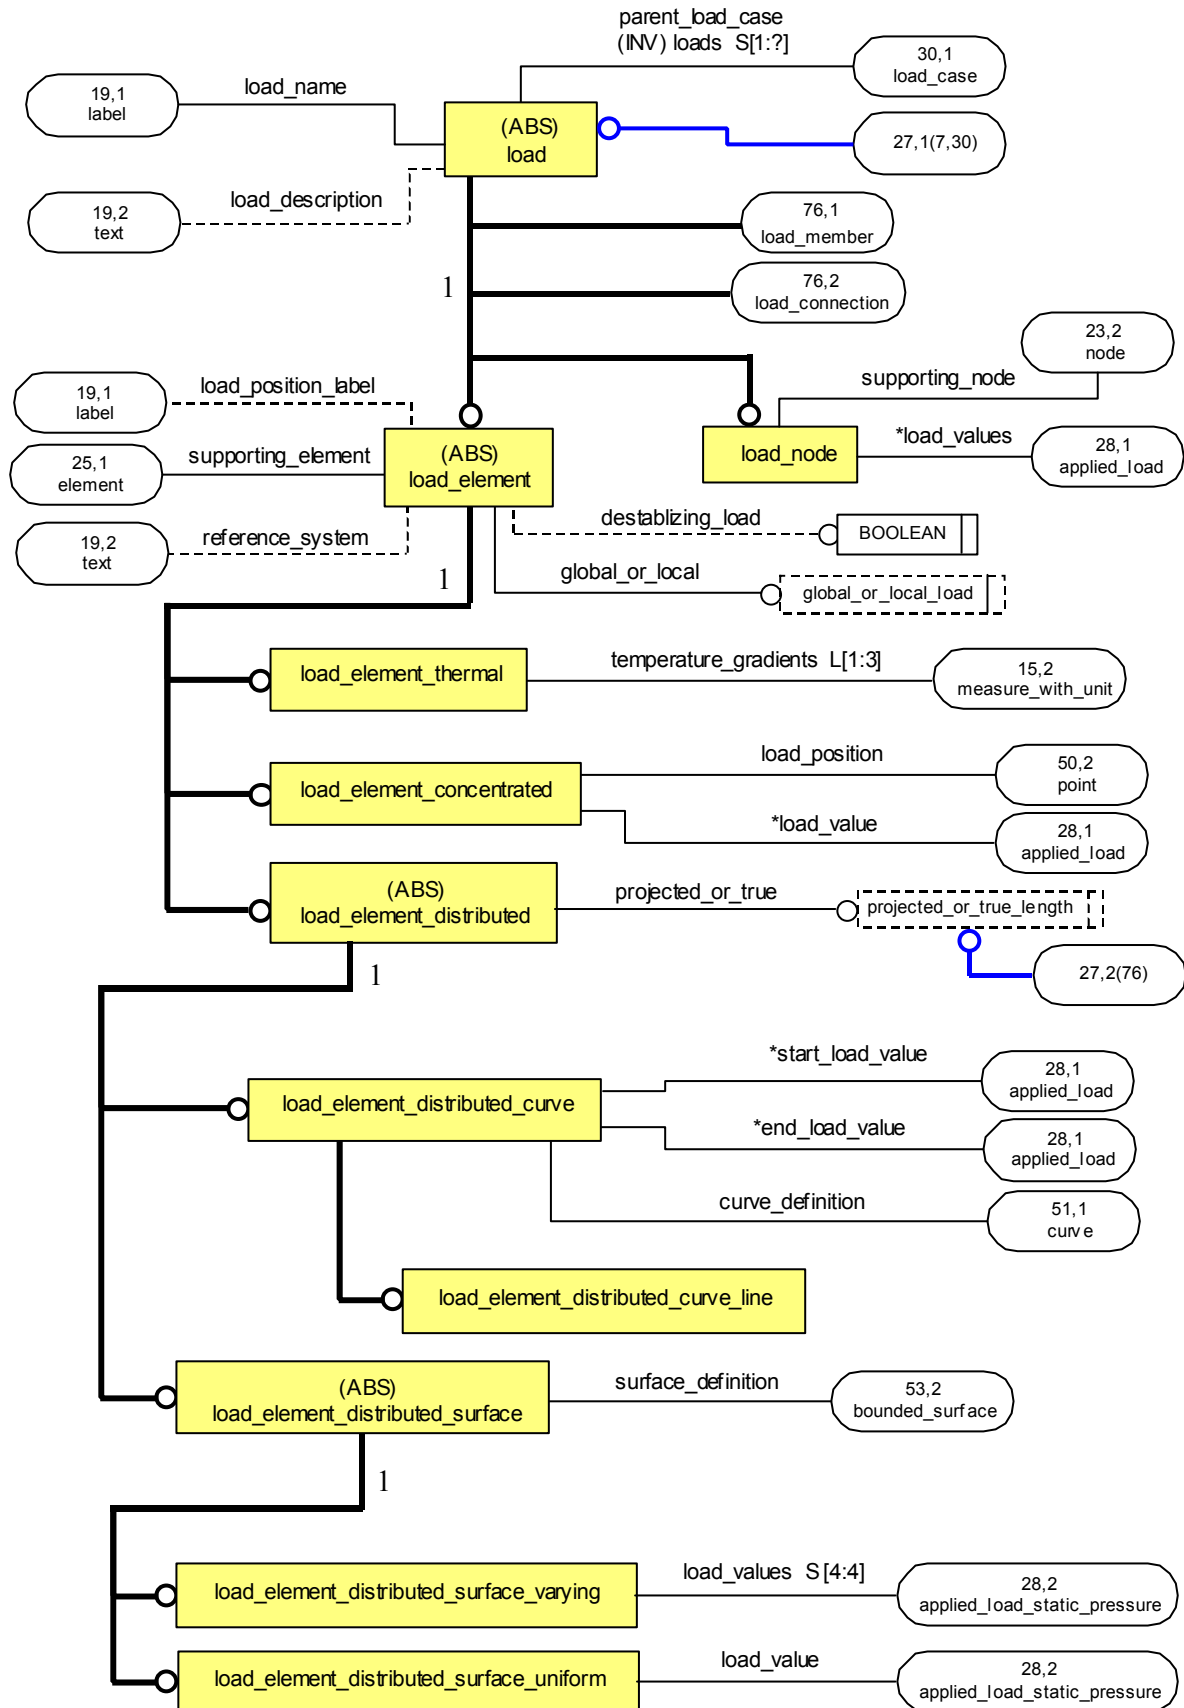 parent_load_case
(INV) loads S[1:?]
30,1
load_case
19,1
label
load_name
(ABS)
load
27,1(7,30)
19,2
text
load_description
76,1
load_member
1
76,2
load_connection
23,2
node
19,1
label
load_position_label
supporting_node
25,1
element
supporting_element
(ABS)
load_element
load_node
*load_values
28,1
applied_load
19,2
text
reference_system
destablizing_load
BOOLEAN
1
global_or_local
global_or_local_load
load_element_thermal
temperature_gradients L[1:3]
15,2
measure_with_unit
load_element_concentrated
load_position
50,2
point
*load_value
28,1
applied_load
(ABS)
load_element_distributed
projected_or_true
projected_or_true_length
1
27,2(76)
load_element_distributed_curve
*start_load_value
28,1
applied_load
*end_load_value
28,1
applied_load
curve_definition
51,1
curve
load_element_distributed_curve_line
(ABS)
load_element_distributed_surface
surface_definition
53,2
bounded_surface
1
load_element_distributed_surface_varying
load_values S[4:4]
28,2
applied_load_static_pressure
load_element_distributed_surface_uniform
load_value
28,2
applied_load_static_pressure